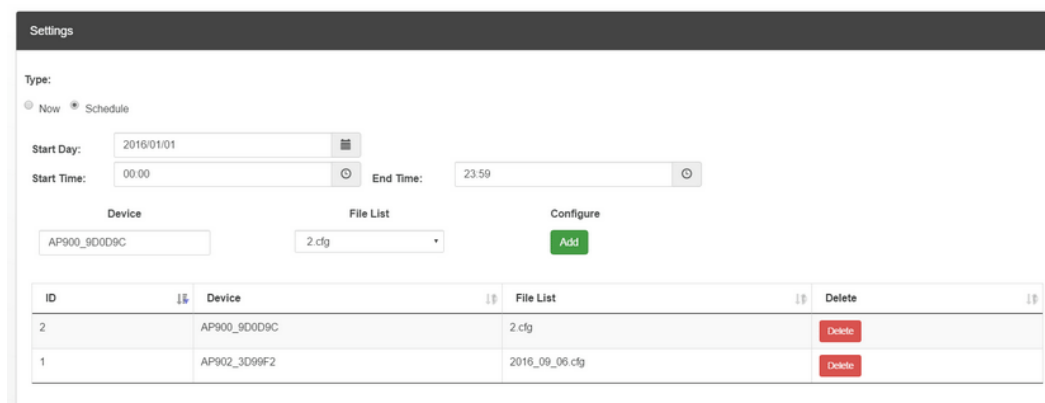 Settings
Type:
Now Schedule
Start Day: 2016/01/01
Start Time: 00:00 End Time: 23:59
Device File List Configure
AP900_9D0D9C 2.cfg Add
ID Device File List Delete
2 AP900_9D0D9C 2.cfg Delete
1 AP902_3D99F2 2016_09_06.cfg Delete